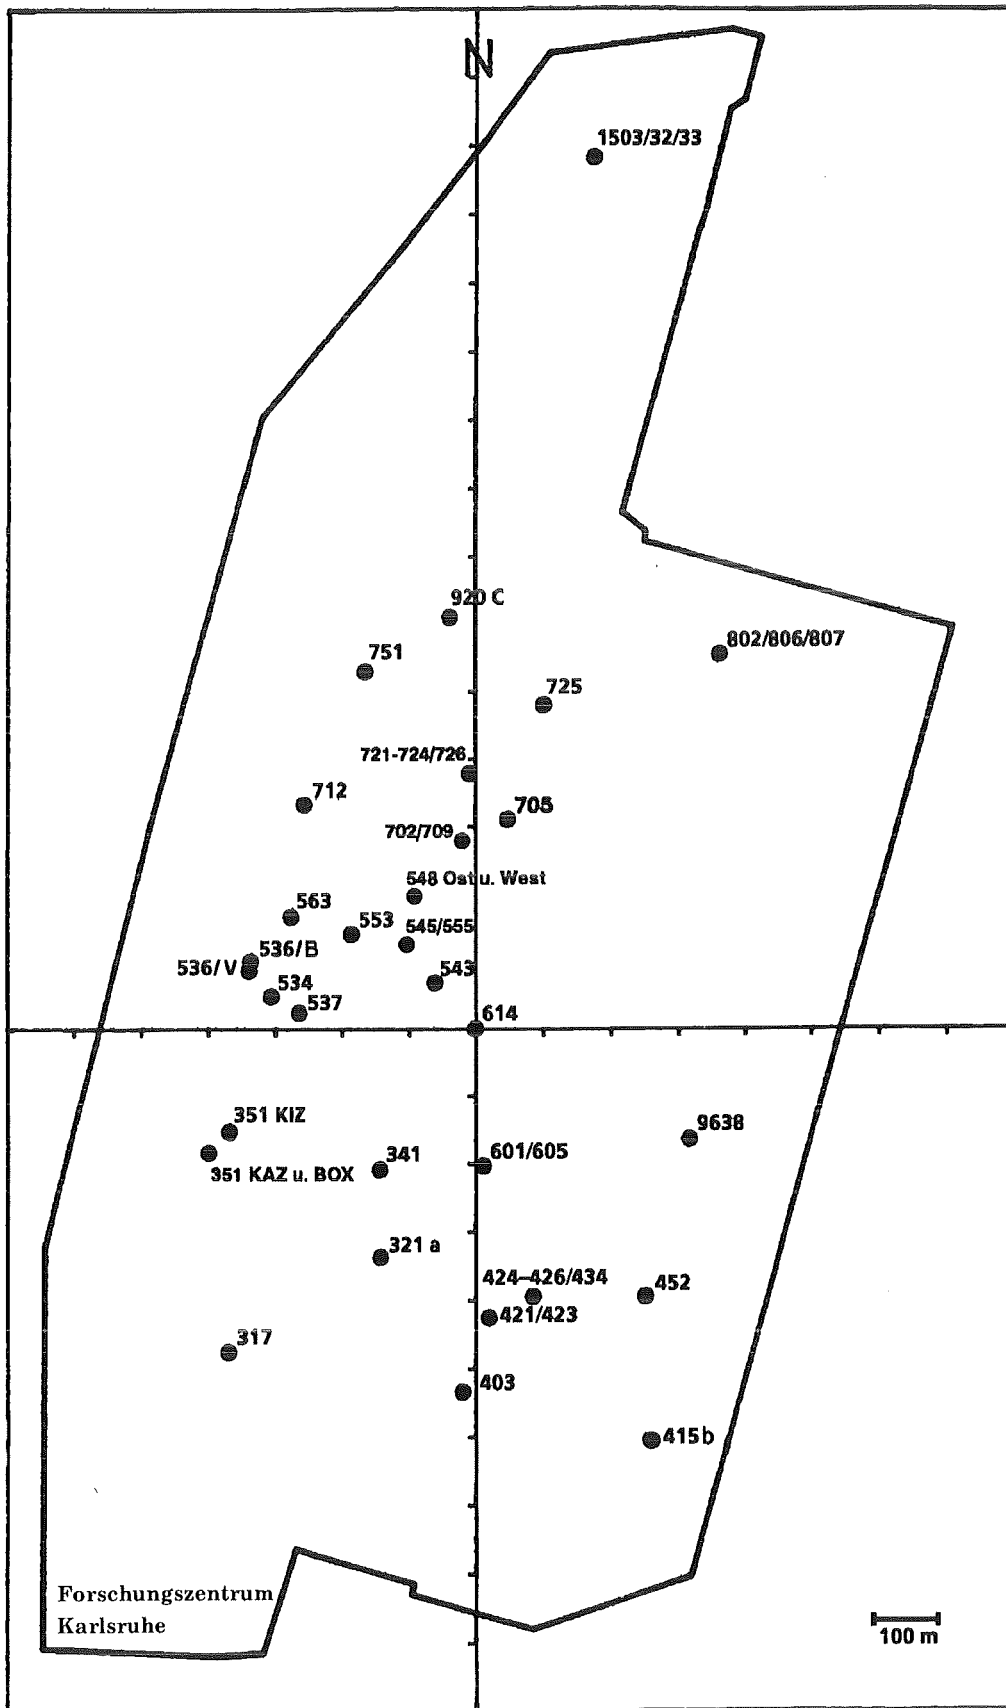 N
1503/32/33
920 C
802/806/807
751
725
721-724/726
712
708
702/709
548 Ost u. West
563
553
545/555
536/B
536/V
543
534
537
614
351 KIZ
9638
341
601/605
351 KAZ u. BOX
321 a
424-426/434
452
421/423
317
403
415b
Forschungszentrum
Karlsruhe
100 m